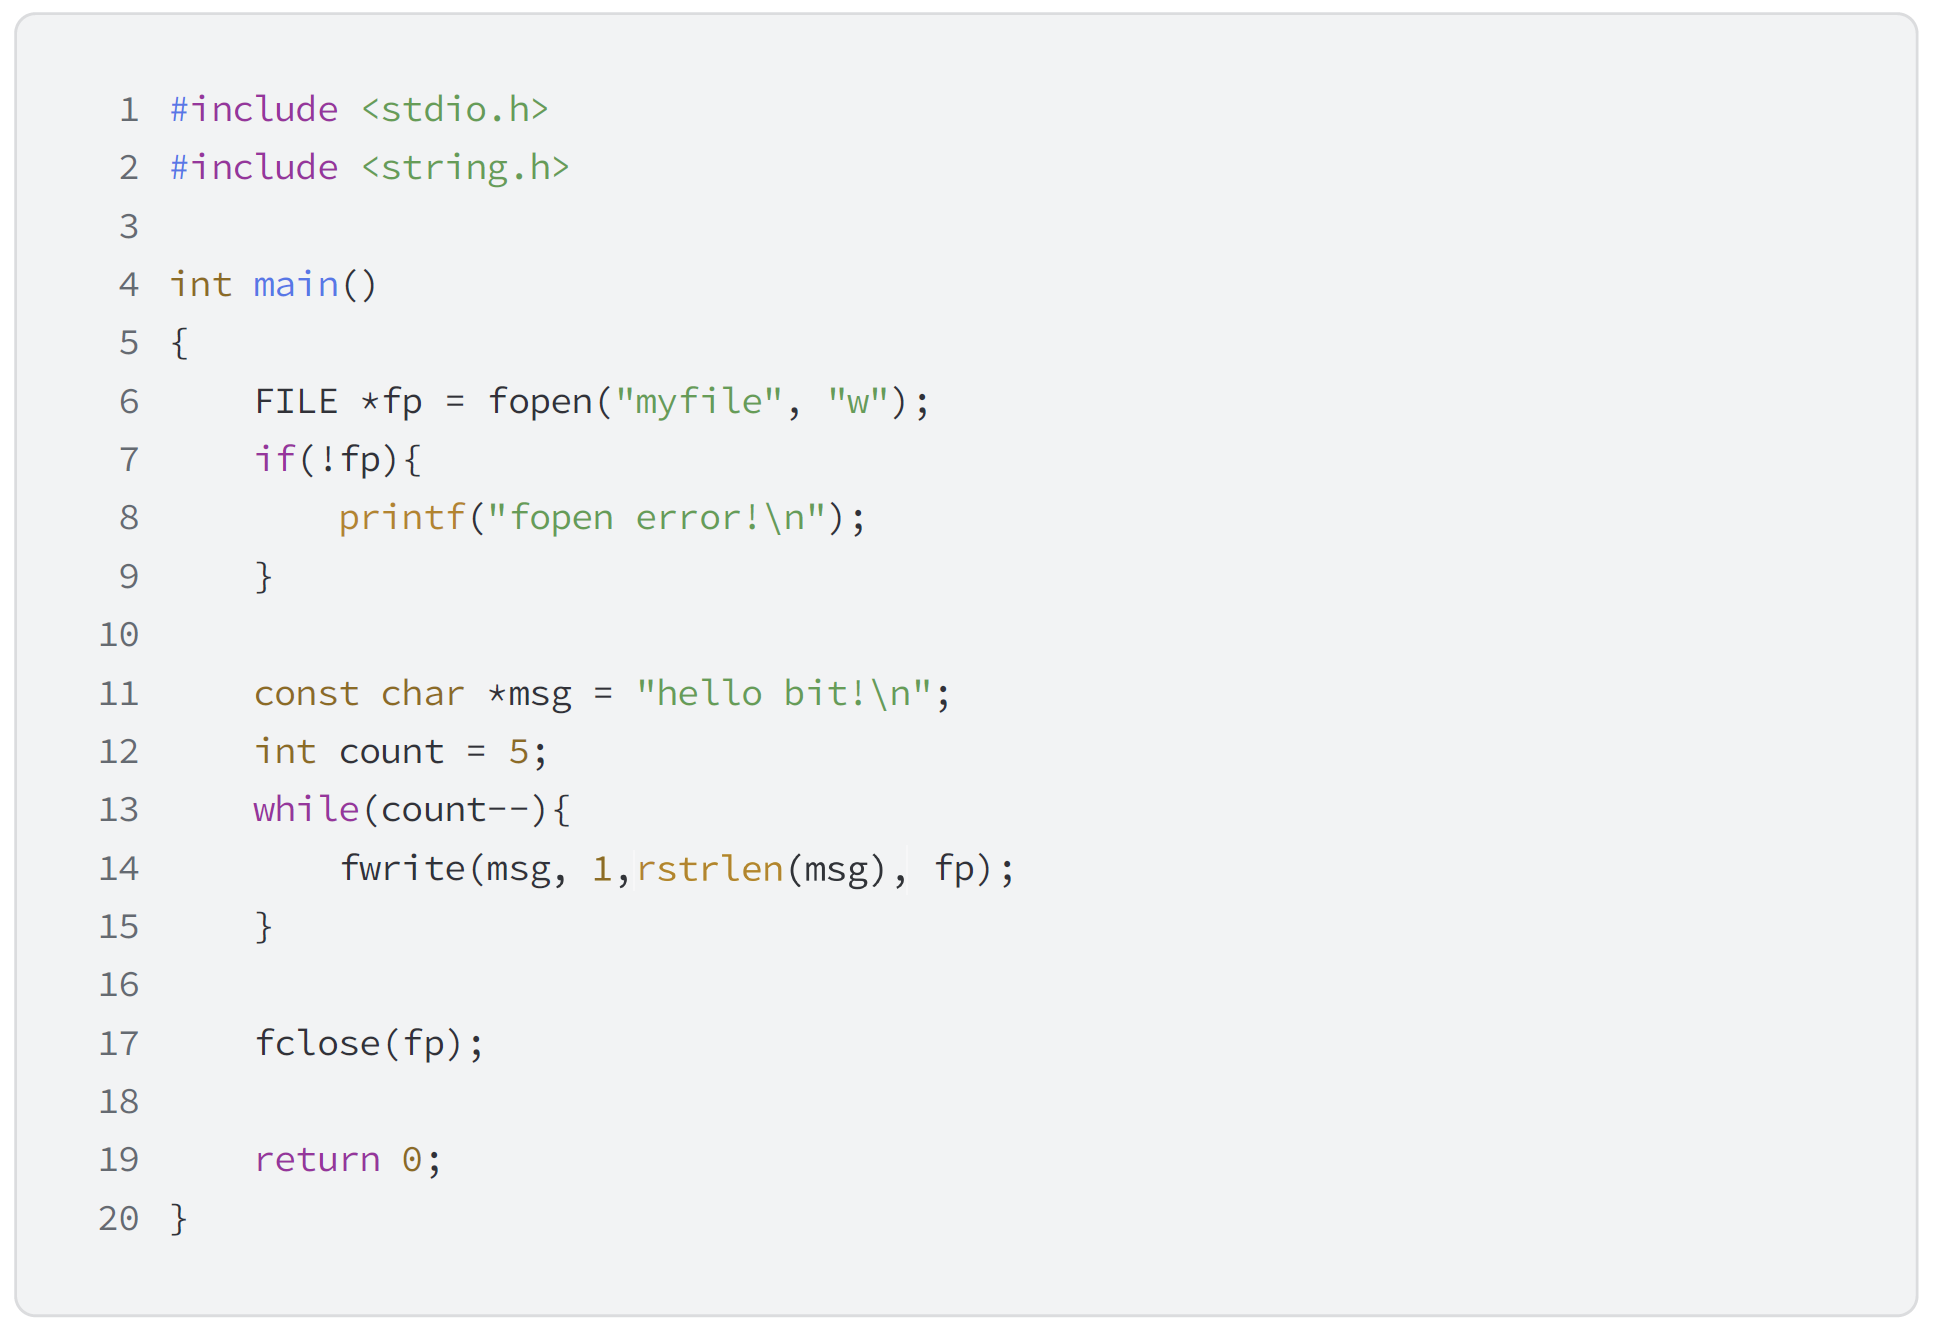 1 #include <stdio.h>
2 #include <string.h>
3
4 int main()
5 {
6     FILE *fp = fopen("myfile", "w");
7     if(!fp){
8         printf("fopen error!\n");
9     }
10
11     const char *msg = "hello bit!\n";
12     int count = 5;
13     while(count--){
14         fwrite(msg, 1,rstrlen(msg), fp);
15     }
16
17     fclose(fp);
18
19     return 0;
20 }